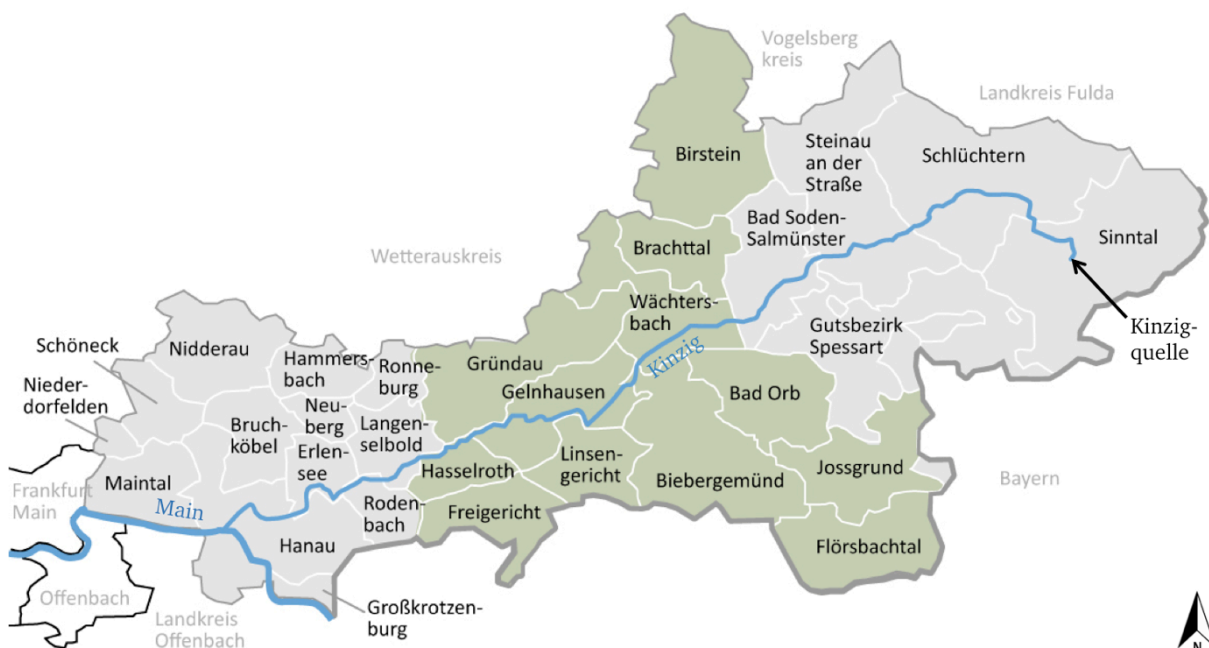 Vogelsberg
kreis
Landkreis Fulda
Birstein
Steinau
an der
Straße
Schlüchtern
Bad Soden-
Salmünster
Sinntal
Brachttal
Wetterauskreis
Wächters-
bach
Kinzig
Gutsbezirk
Spessart
Kinzig-
quelle
Schöneck
Nidderau
Hammers-
bach
Ronne-
burg
Gründau
Nieder-
dorfelden
Gelnhausen
Bad Orb
Bruch-
köbel
Neu-
berg
Langen-
selbold
Erlen-
see
Linsen-
gericht
Hasselroth
Jossgrund
Maintal
Biebergemünd
Bayern
Frankfurt
Main
Main
Roden-
bach
Freigericht
Hanau
Flörsbachtal
Offenbach
Großkrotzen-
burg
Landkreis
Offenbach
N